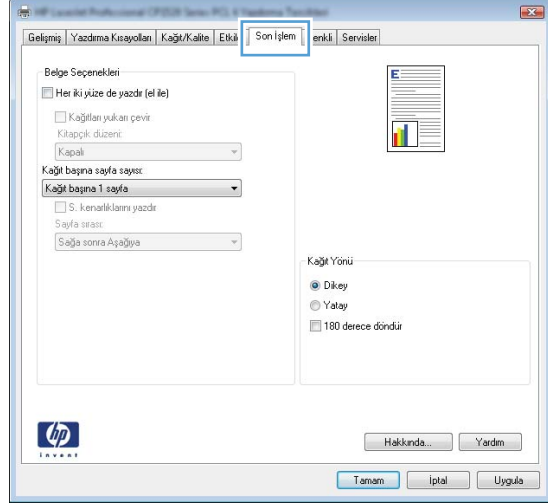 Gelişmiş Yazdırma Kısayolları Kağıt/Kalite Etki Son İşlem enkli Servisler
Belge Seçenekleri
Her iki yüze de yazdır (el ile)
Kağıtları yukarı çevir
Kitapçık düzeni:
Kapalı
Kağıt başına sayfa sayısı:
Kağıt başına 1 sayfa
S. kenarlıklarını yazdır
Sayfa sırası:
Sağa sonra Aşağıya
E
Kağıt Yönü
Dikey
Yatay
180 derece döndür
hp
invent
Hakkında... Yardım
Tamam İptal Uygula